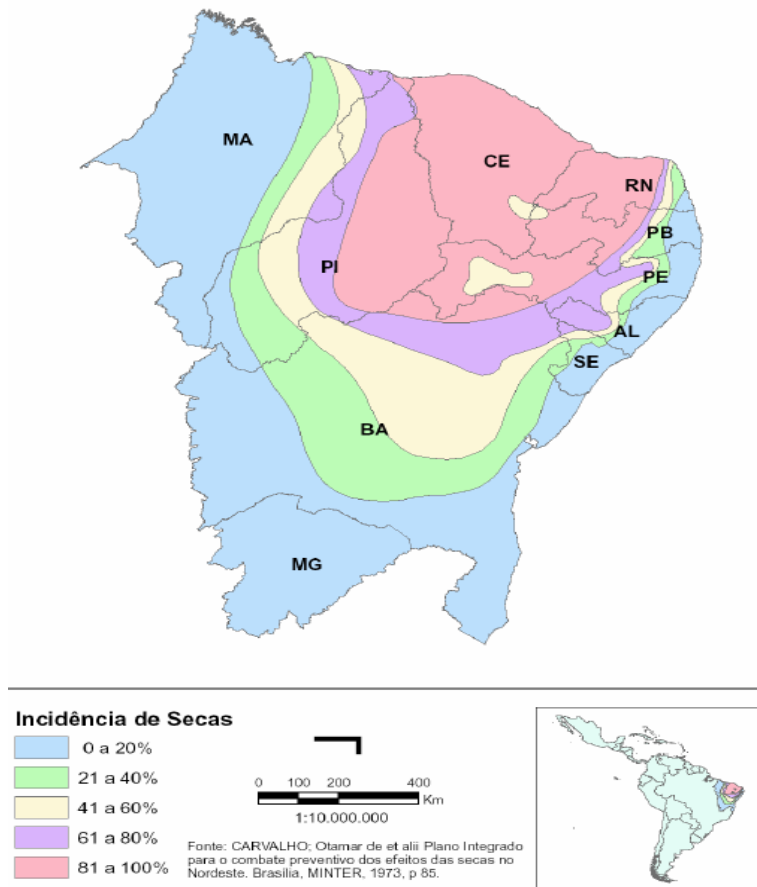 MA
CE
RN
PB
PI
PE
AL
SE
BA
MG
Incidência de Secas
0 a 20%
21 a 40%
41 a 60%
61 a 80%
81 a 100%
0 100 200 400
Km
1:10.000.000
Fonte: CARVALHO; Otamar de et alii Plano Integrado
para o combate preventivo dos efeitos das secas no
Nordeste. Brasília, MINTER, 1973, p 85.